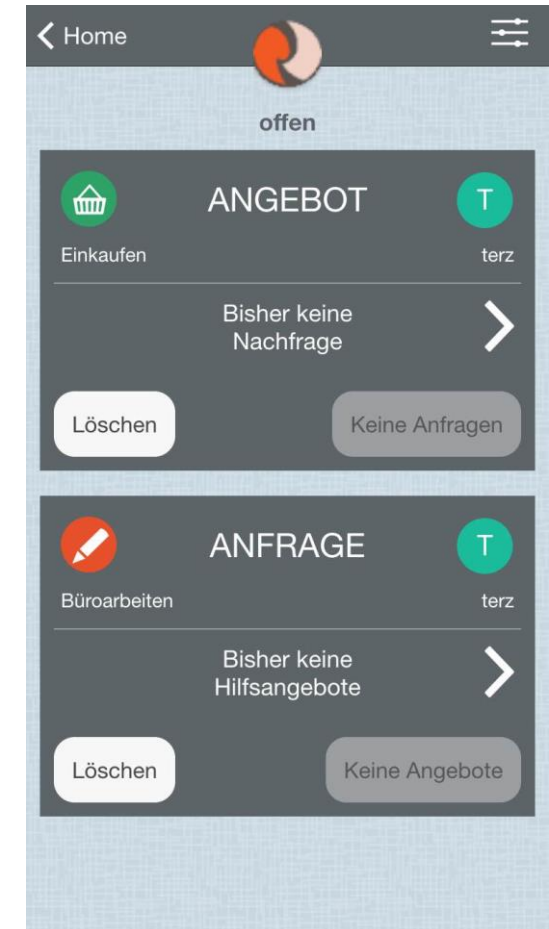 Home
offen
ANGEBOT
T
Einkaufen
terz
Bisher keine
Nachfrage
Löschen
Keine Anfragen
ANFRAGE
T
Büroarbeiten
terz
Bisher keine
Hilfsangebote
Löschen
Keine Angebote